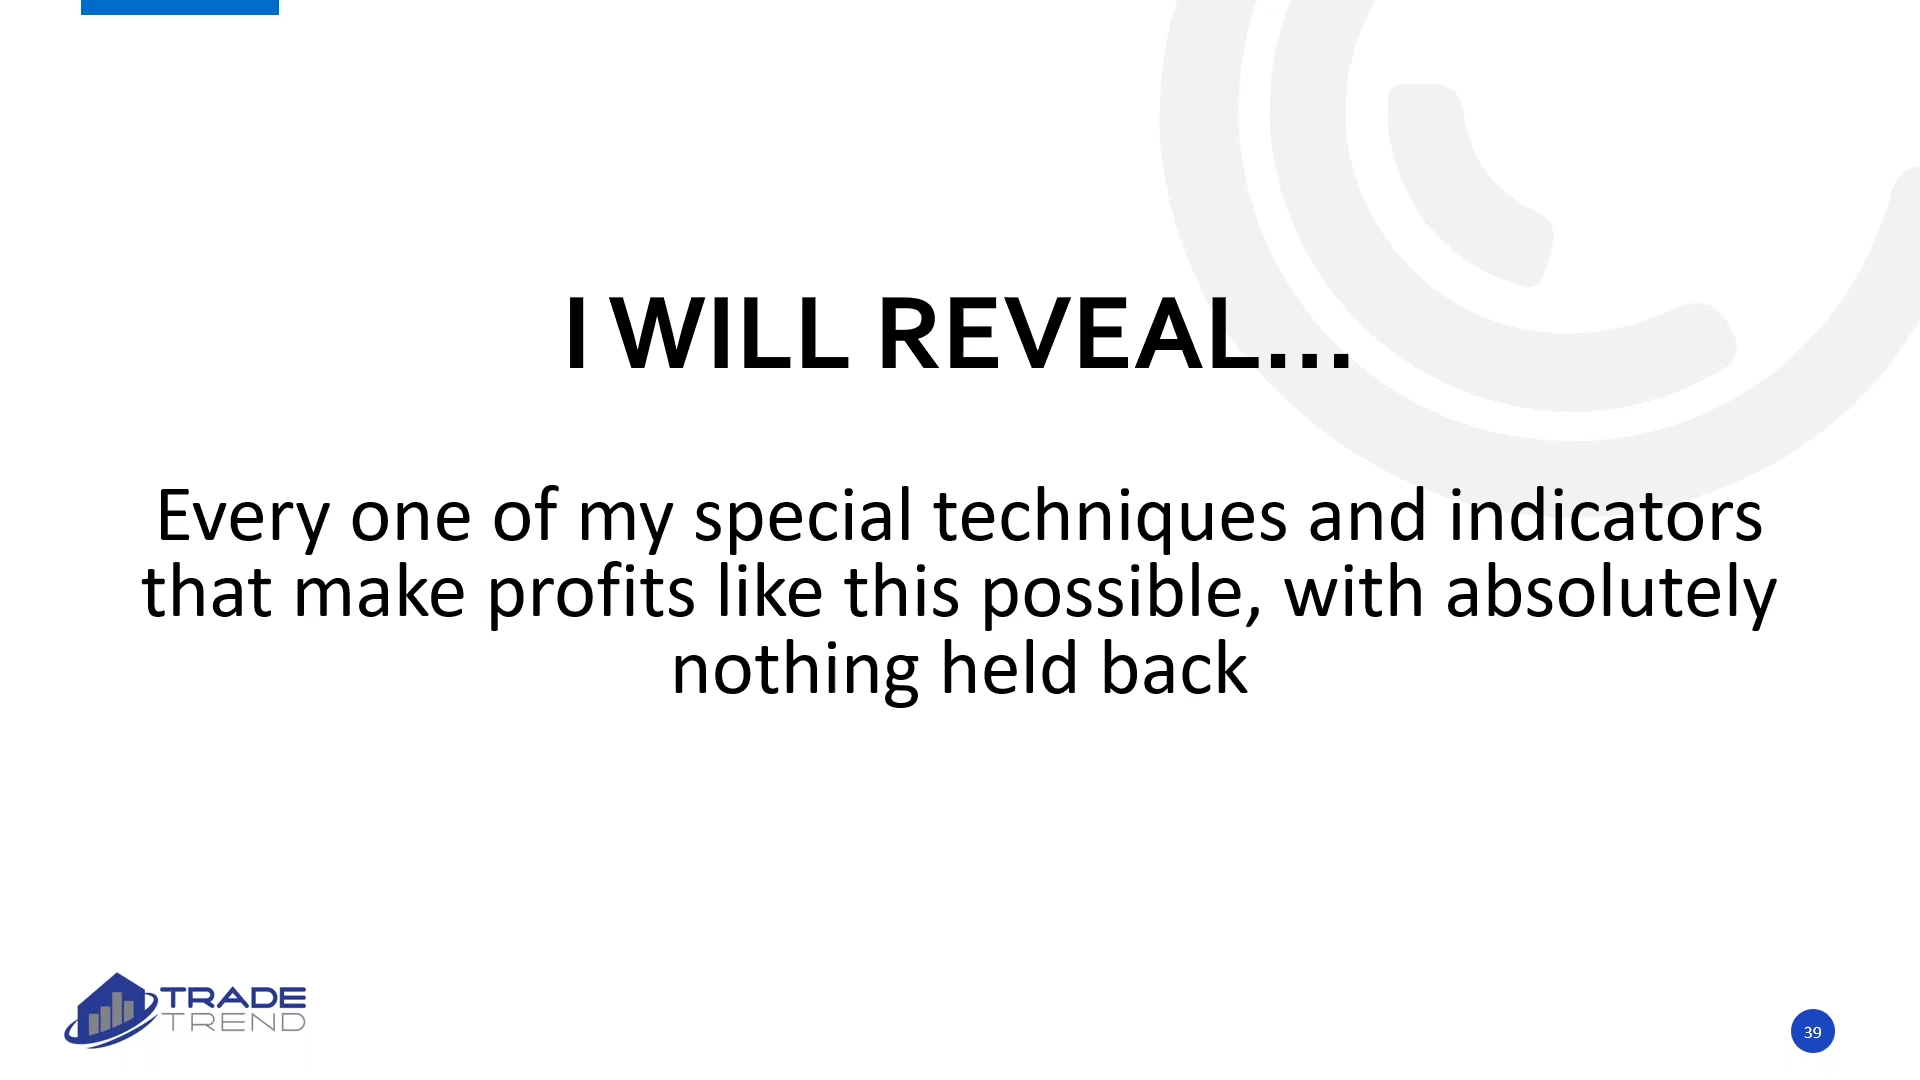 I WILL REVEAL...
Every one of my special techniques and indicators
that make profits like this possible, with absolutely
nothing held back
TRADE
TREND
39